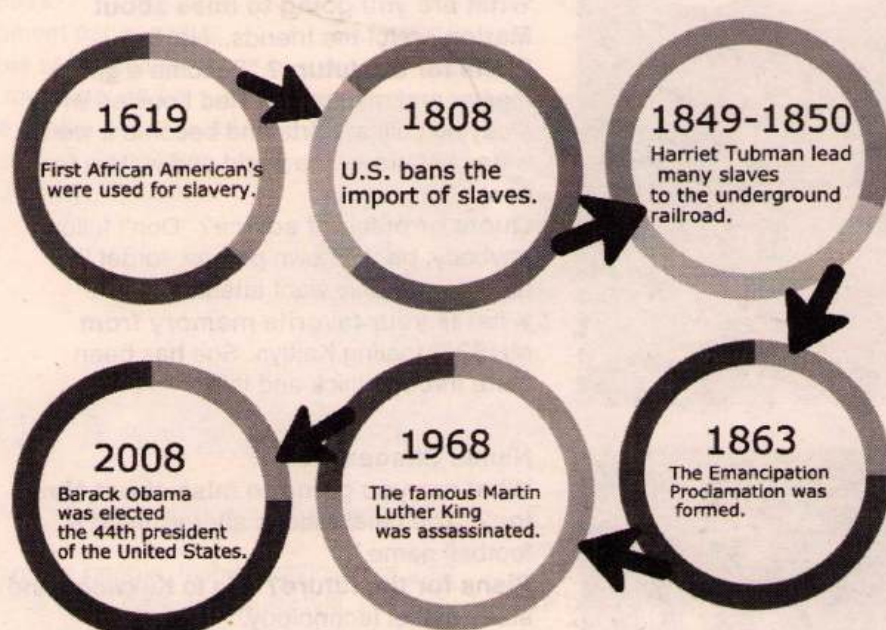 1619
First African American's
were used for slavery.
1808
U.S. bans the
import of slaves.
1849-1850
Harriet Tubman lead
many slaves
to the underground
railroad.
1863
The Emancipation
Proclamation was
formed.
1968
The famous Martin
Luther King
was assassinated.
2008
Barack Obama
was elected
the 44th president
of the United States.